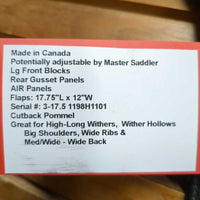 Made in Canada
Potentially adjustable by Master Saddler
Lg Front Blocks
Rear Gusset Panels
AIR Panels
Flaps: 17.75"L x 12"W
Serial #: 3-17.5 1198H1101
Cutback Pommel
Great for High-Long Withers, Wither Hollows
Big Shoulders, Wide Ribs &
Med/Wide - Wide Back